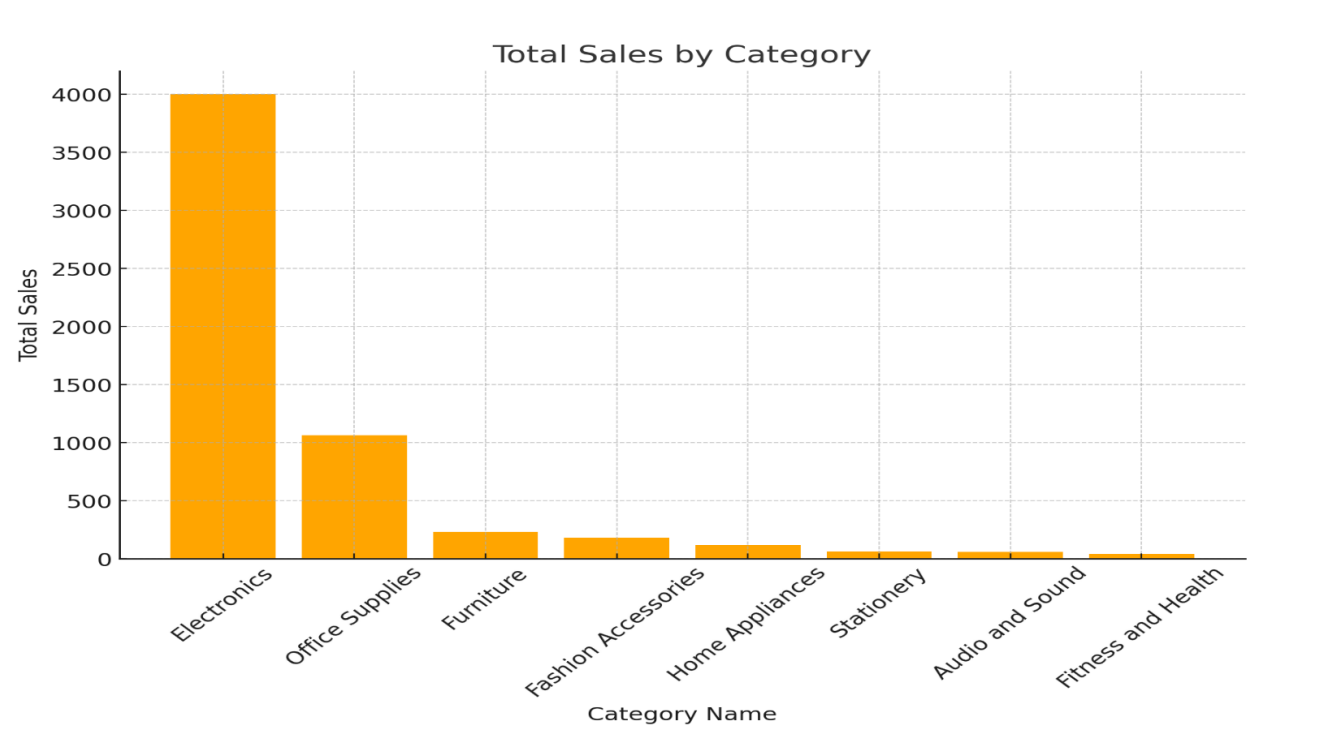 Total Sales by Category
4000
3500
3000
2500
2000
1500
1000
500
0
Total Sales
Electronics
Office Supplies
Furniture
Fashion Accessories
Home Appliances
Stationery
Audio and Sound
Fitness and Health
Category Name